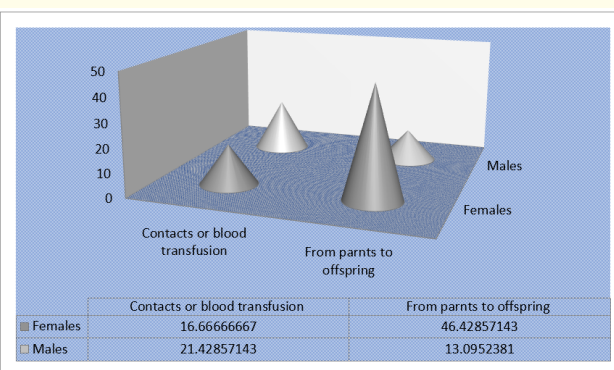 50
40
30
20
10
0
Males
Females
Contacts or blood
transfusion
From parnts to
offspring
Contacts or blood transfusion From parnts to offspring
Females 16.66666667 46.42857143
Males 21.42857143 13.0952381